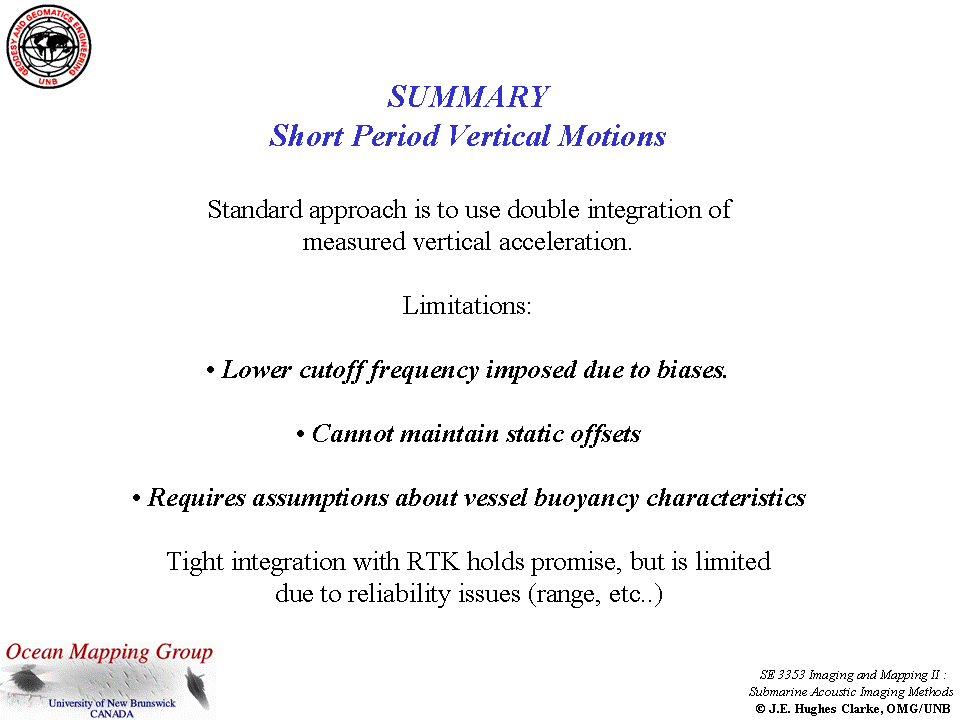 GEODESY AND GEOMATICS ENGINEERING
UNB
SUMMARY
Short Period Vertical Motions
Standard approach is to use double integration of
measured vertical acceleration.
Limitations:
• Lower cutoff frequency imposed due to biases.
• Cannot maintain static offsets
• Requires assumptions about vessel buoyancy characteristics
Tight integration with RTK holds promise, but is limited
due to reliability issues (range, etc..)
Ocean Mapping Group
University of New Brunswick
CANADA
SE 3353 Imaging and Mapping II :
Submarine Acoustic Imaging Methods
© J.E. Hughes Clarke, OMG/UNB